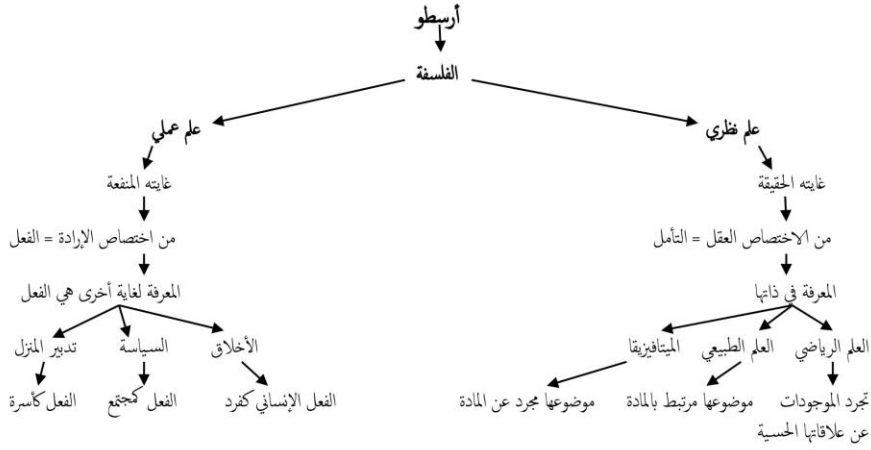 أرسطو
الفلسفة
علم نظري
علم عملي
غايته الحقيقة
غايته المنفعة
من الاختصاص العقل = التأمل
من اختصاص الإرادة = الفعل
المعرفة في ذاتها
المعرفة لغاية أخرى هي الفعل
العلم الرياضي
العلم الطبيعي
الميتافيزيقا
الأخلاق
السياسة
تدبير المنزل
تجرد الموجودات
عن علاقاتها الحسية
موضوعها مرتبط بالمادة
موضوعها مجرد عن المادة
الفعل الإنساني كفرد
الفعل كمجتمع
الفعل كأسرة